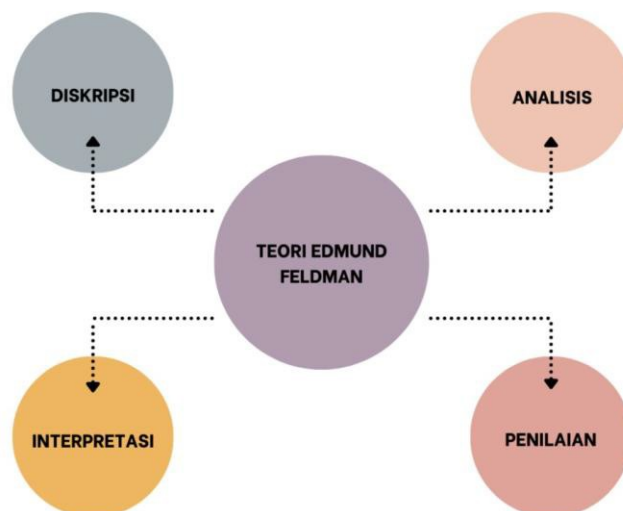 DISKRIPSI
ANALISIS
TEORI EDMUND
FELDMAN
INTERPRETASI
PENILAIAN